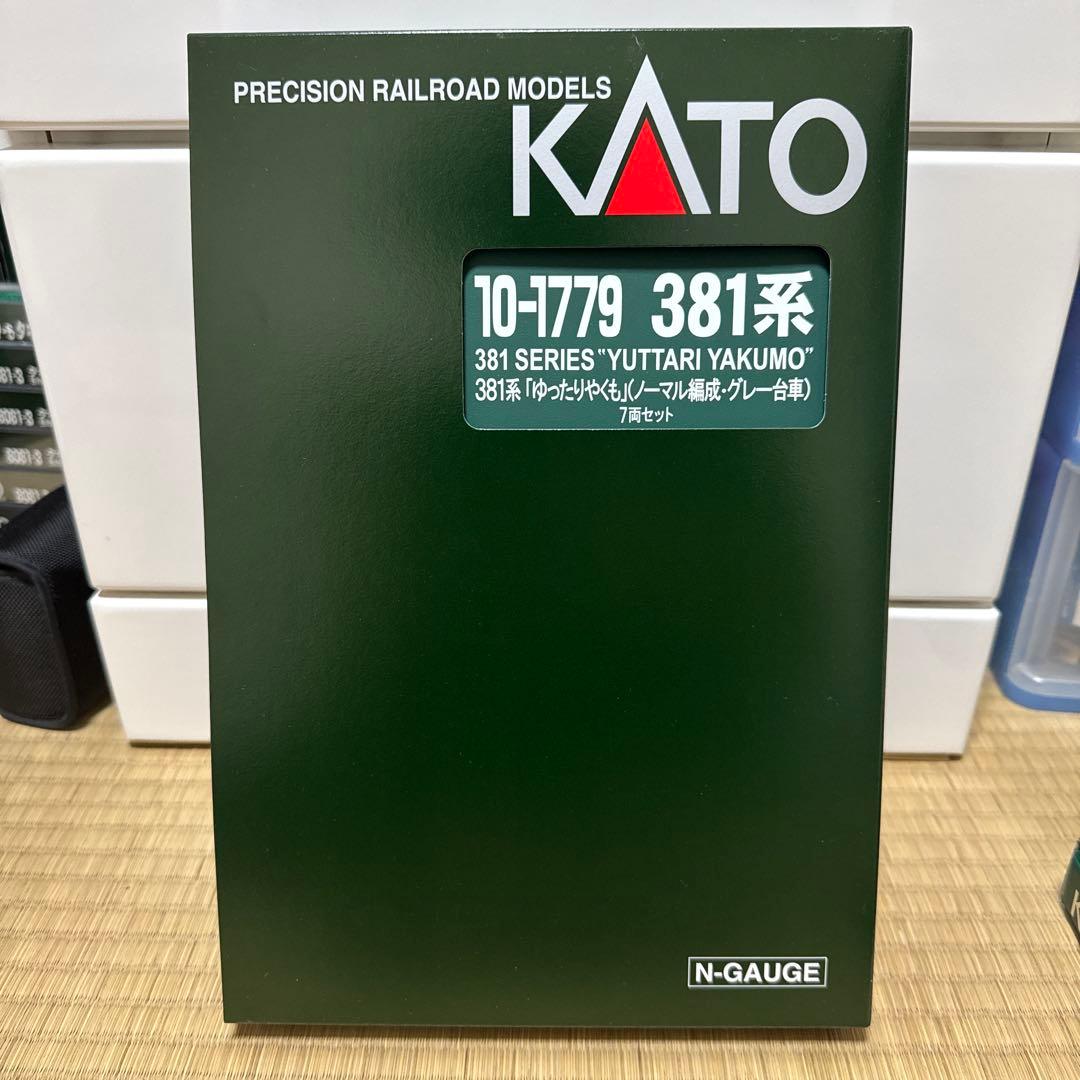 PRECISION RAILROAD MODELS
KATO
10-1779 381系
381 SERIES "YUTTARI YAKUMO"
381系「ゆったりやくも」(ノーマル編成・グレー台車)
7両セット
N-GAUGE